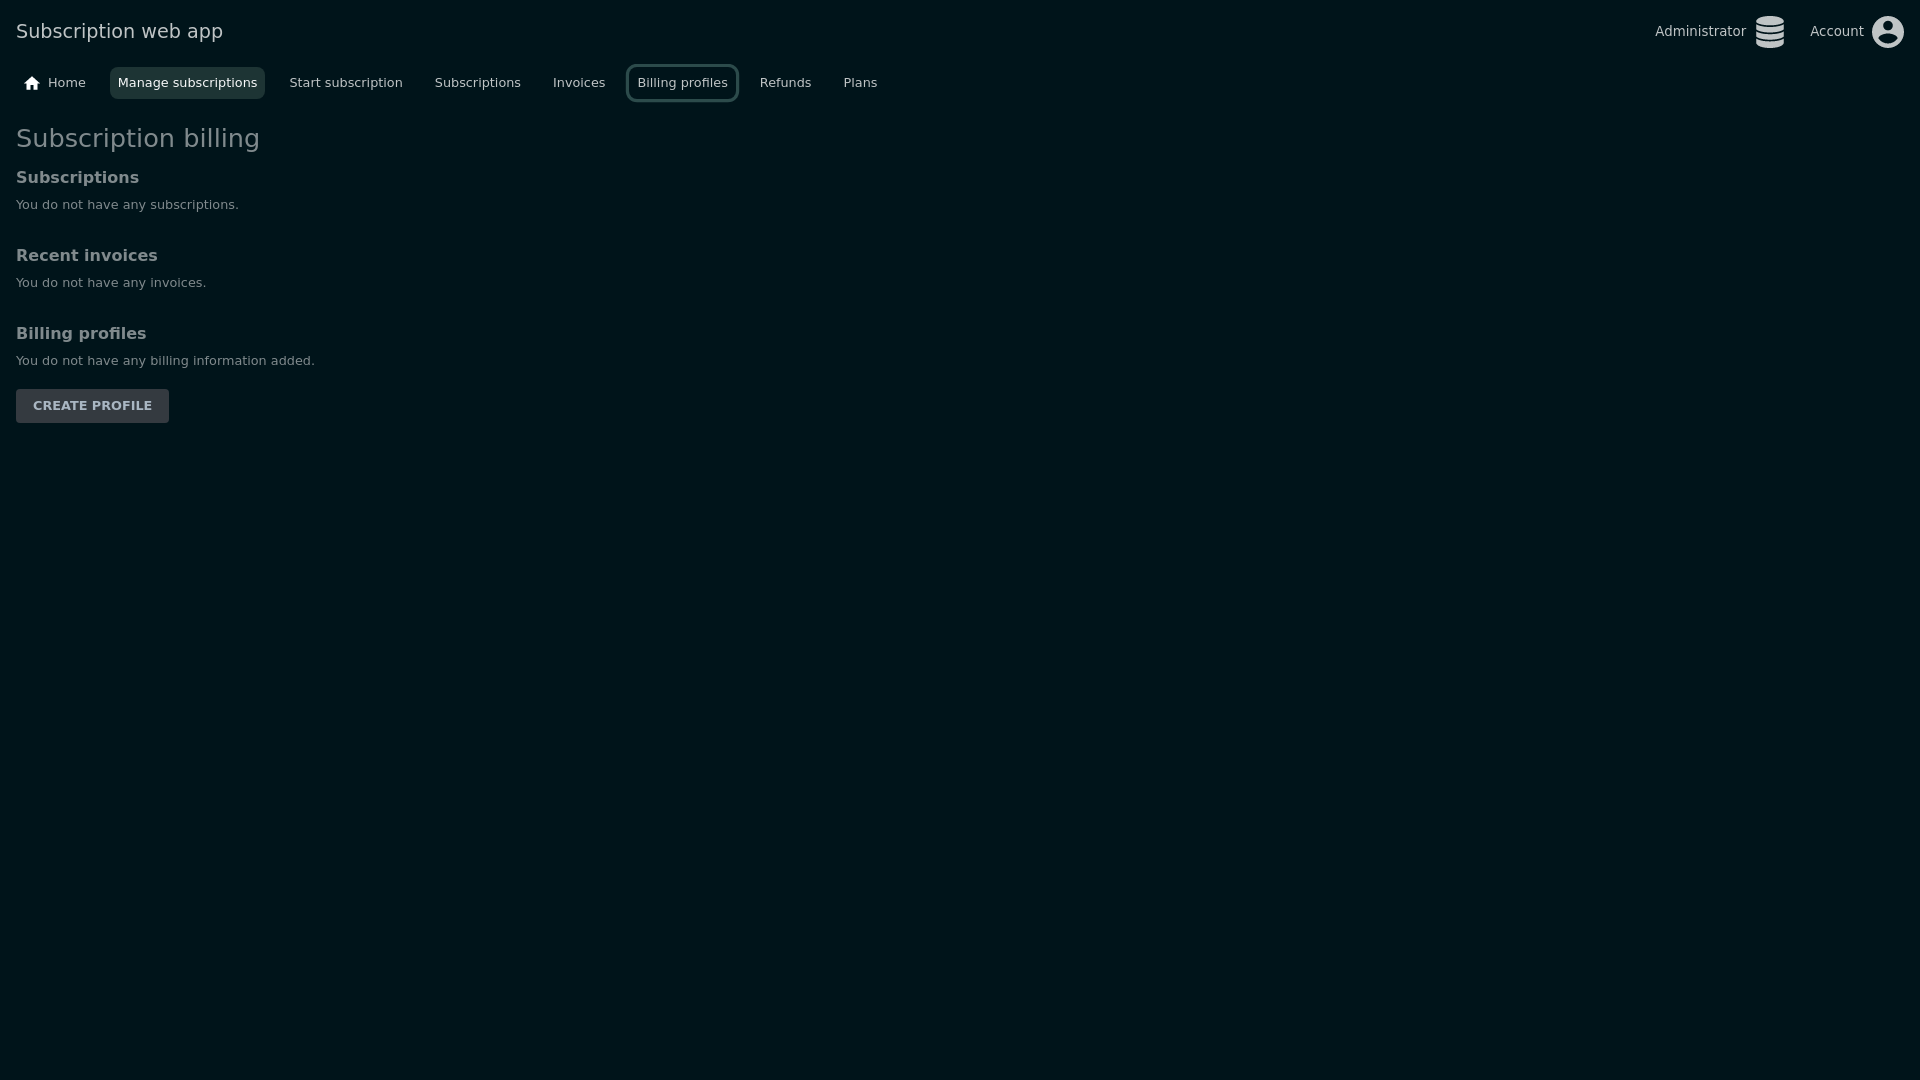 Subscription web app
Administrator
Account
Home
Manage subscriptions
Start subscription
Subscriptions
Invoices
Billing profiles
Refunds
Plans
Subscription billing
Subscriptions
You do not have any subscriptions.
Recent invoices
You do not have any invoices.
Billing profiles
You do not have any billing information added.
CREATE PROFILE